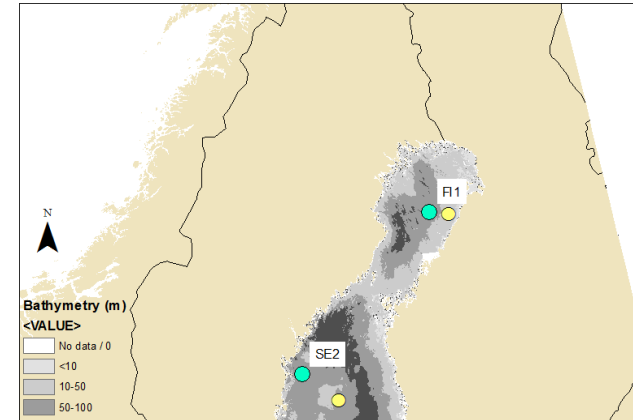 FI1
N
Bathymetry (m)
<VALUE>
No data / 0
<10
SE2
10-50
50-100